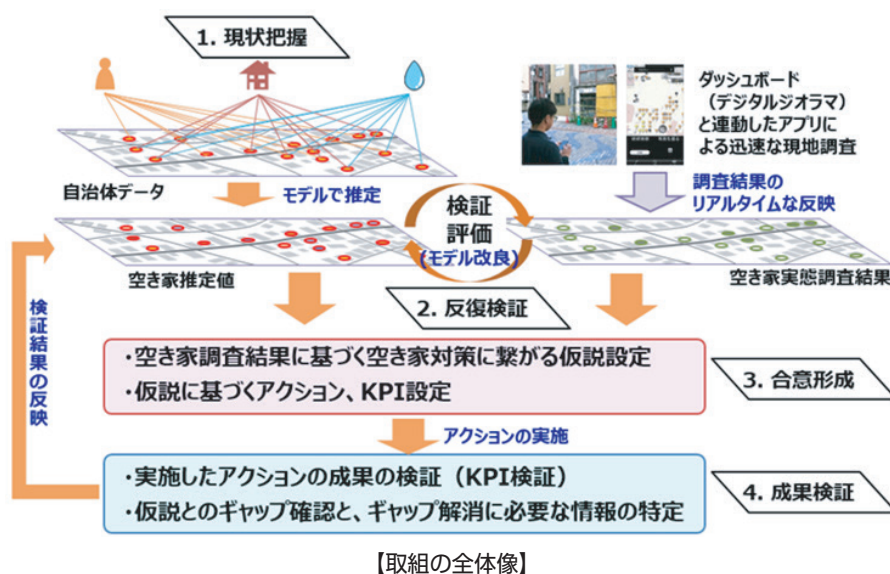 1. 現状把握
ダッシュボード
（デジタルジオラマ）
と連動したアプリに
よる迅速な現地調査
自治体データ
モデルで推定
検証
評価
(モデル改良)
調査結果の
リアルタイムな反映
空き家推定値
空き家実態調査結果
2. 反復検証
検証結果の反映
・空き家調査結果に基づく空き家対策に繋がる仮説設定
・仮説に基づくアクション、KPI設定
3. 合意形成
アクションの実施
・実施したアクションの成果の検証（KPI検証）
・仮説とのギャップ確認と、ギャップ解消に必要な情報の特定
4. 成果検証
【取組の全体像】